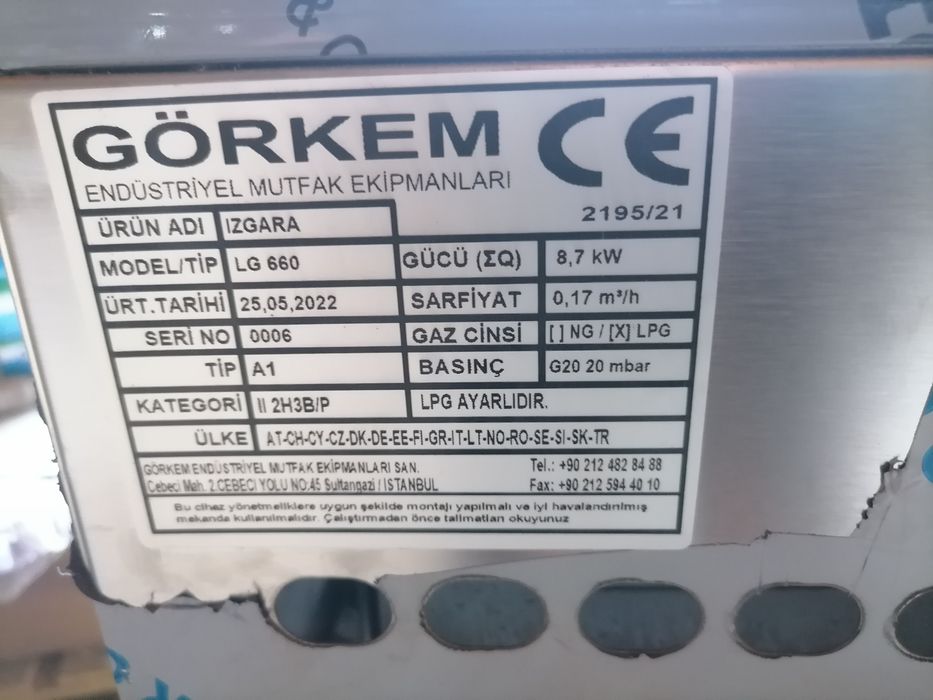 GÖRKEM CE
ENDÜSTRİYEL MUTFAK EKİPMANLARI
2195/21
ÜRÜN ADI IZGARA
MODEL/TİP LG 660 GÜCÜ (ΣQ) 8,7 kW
ÜRT.TARİHİ 25,05,2022 SARFİYAT 0,17 m³/h
SERI NO 0006 GAZ CİNSİ [ ] NG / [X] LPG
TİP A1 BASINÇ G20 20 mbar
KATEGORİ II 2H3B/P LPG AYARLIDIR.
ÜLKE AT-CH-CY-CZ-DK-DE-EE-FI-GR-IT-LT-NO-RO-SE-SI-SK-TR
GÖRKEM ENDÜSTRİYEL MUTFAK EKİPMANLARI SAN. Tel.: +90 212 482 84 88
Cebeci Mah. 2.CEBECİ YOLU NO:45 Sultangazi / İSTANBUL Fax: +90 212 594 40 10
Bu cihaz yönetmeliklere uygun şekilde montajı yapılmalı ve iyi havalandırılmış
mekanda kullanılmalıdır. Çalıştırmadan önce talimatları okuyunuz